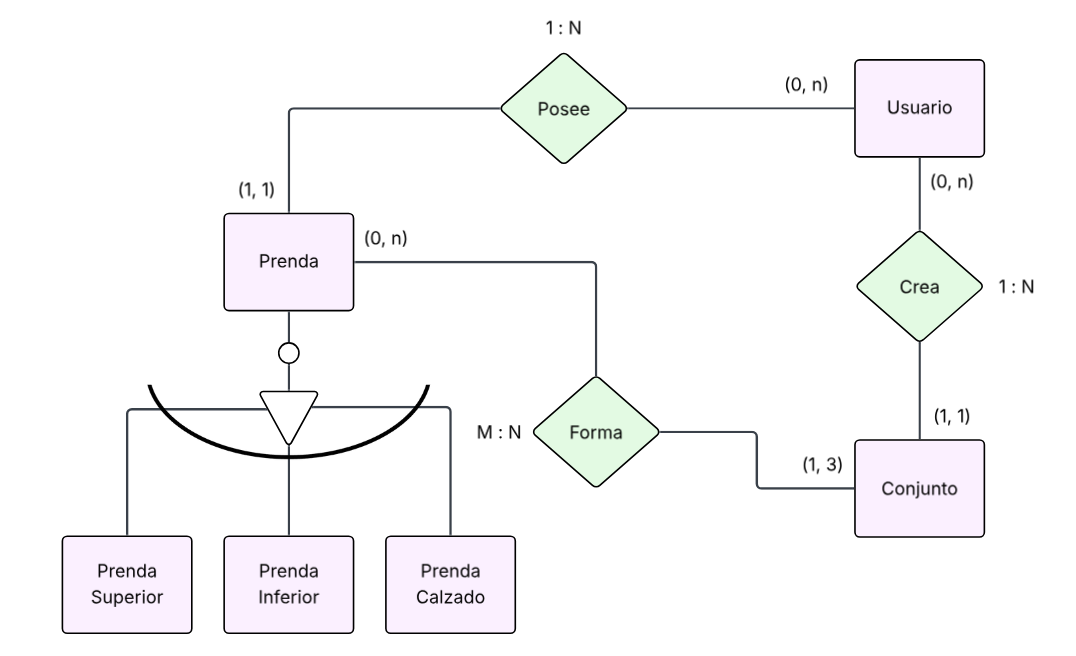 1 : N
Posee
(0, n)
Usuario
(1, 1)
(0, n)
Prenda
(0, n)
Crea
1 : N
M : N
Forma
(1, 1)
(1, 3)
Conjunto
Prenda
Superior
Prenda
Inferior
Prenda
Calzado